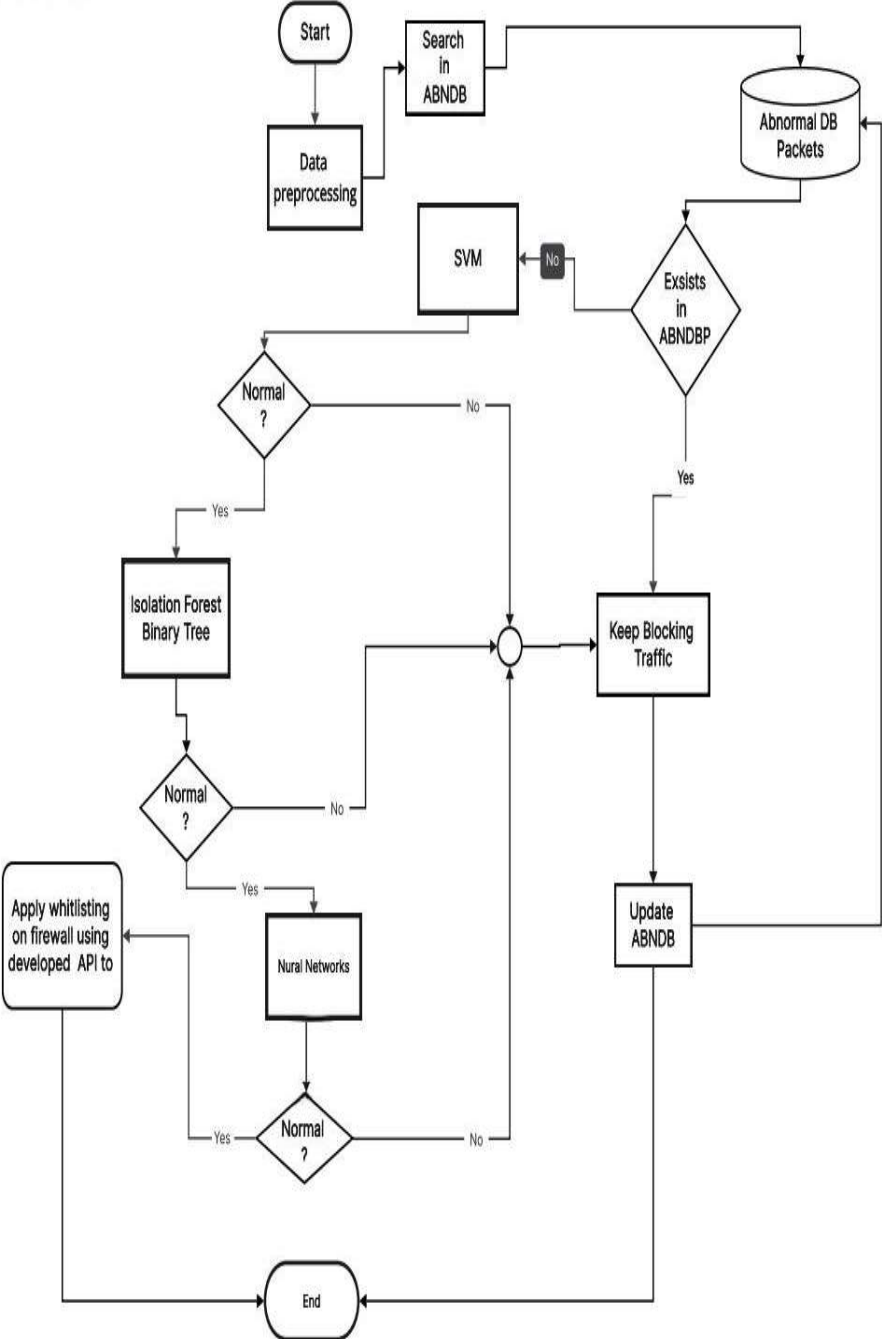 Start
Search
in
ABNDB
Abnormal DB
Packets
Data
preprocessing
SVM
No
Exsists
in
ABNDBP
Normal
?
No
Yes
Yes
Isolation Forest
Binary Tree
Keep Blocking
Traffic
Normal
?
No
Yes
Apply whitlisting
on firewall using
developed API to
Nural Networks
Update
ABNDB
Normal
?
Yes
No
End